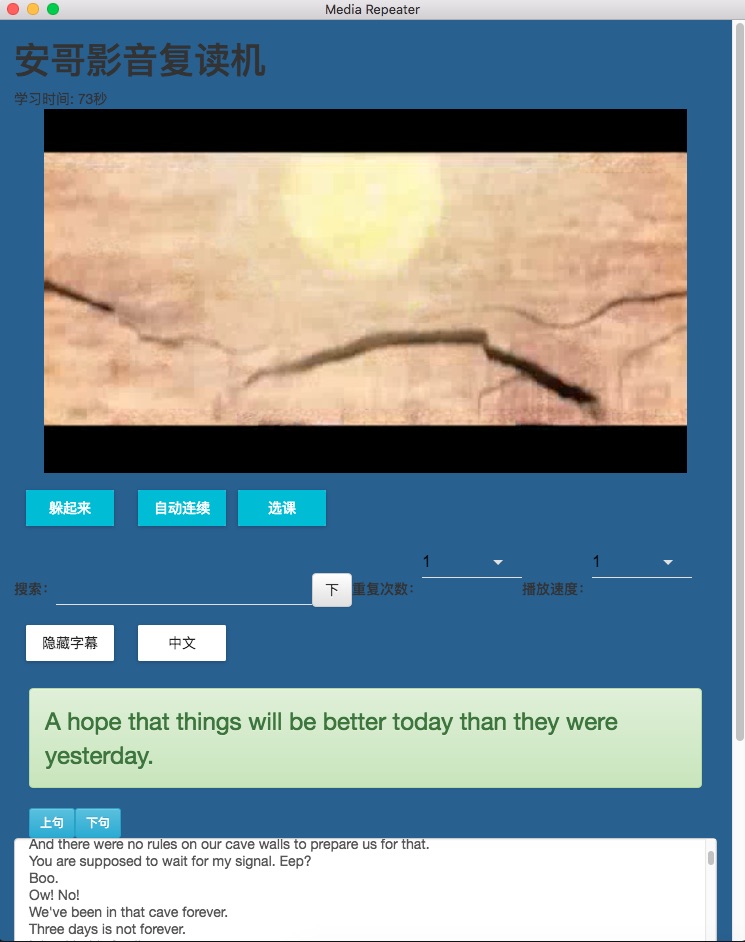 Media Repeater
安哥影音复读机
学习时间: 73秒
躲起来 自动连续 选课
1 1
搜索: 下 重复次数: 播放速度:
隐藏字幕 中文
A hope that things will be better today than they were
yesterday.
上句 下句
And there were no rules on our cave walls to prepare us for that.
You are supposed to wait for my signal. Eep?
Boo.
Ow! No!
We've been in that cave forever.
Three days is not forever.